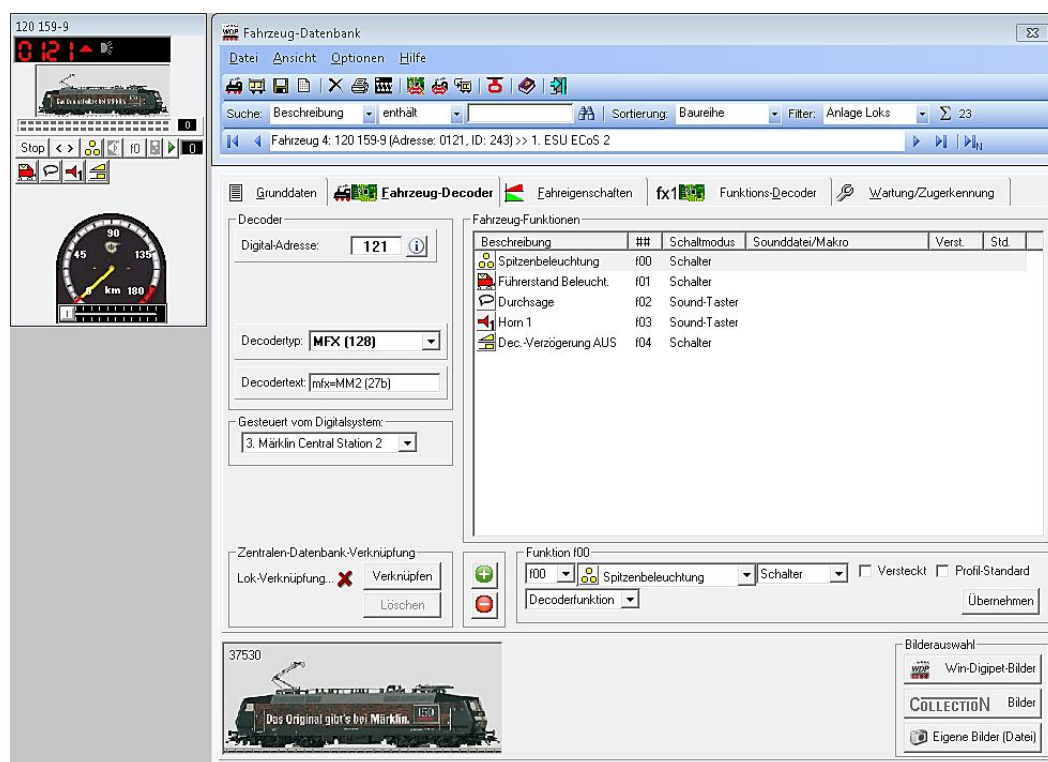 120 159-9
0121
0
Stop < > f0 0
45 90 135
0 km 180
WDP Fahrzeug-Datenbank
Datei Ansicht Optionen Hilfe
Suche: Beschreibung enthält Sortierung: Baureihe Filter: Anlage Loks Σ 23
Fahrzeug 4: 120 159-9 (Adresse: 0121, ID: 243) >> 1. ESU ECoS 2 N
Grunddaten Fahrzeug-Decoder Fahreigenschaften fx1 Funktions-Decoder Wartung/Zugerkennung
Decoder
Digital-Adresse: 121 i
Decodertyp: MFX (128)
Decodertext: mfx=MM2 (27b)
Gesteuert vom Digitalsystem:
3. Märklin Central Station 2
Fahrzeug-Funktionen
Beschreibung ## Schaltmodus Sounddatei/Makro Verst. Std.
Spitzenbeleuchtung f00 Schalter
Führerstand Beleucht. f01 Schalter
Durchsage f02 Sound-Taster
1 Horn 1 f03 Sound-Taster
Dec.-Verzögerung AUS f04 Schalter
Zentralen-Datenbank-Verknüpfung
Lok-Verknüpfung... Verknüpfen
Löschen
Funktion f00
f00 Spitzenbeleuchtung Schalter Versteckt Profil-Standard
Decoderfunktion Übernehmen
37530
Das Original gibt's bei Märklin. 150
Bilderauswahl
WDP Win-Digipet-Bilder
COLLECTION Bilder
Eigene Bilder (Datei)